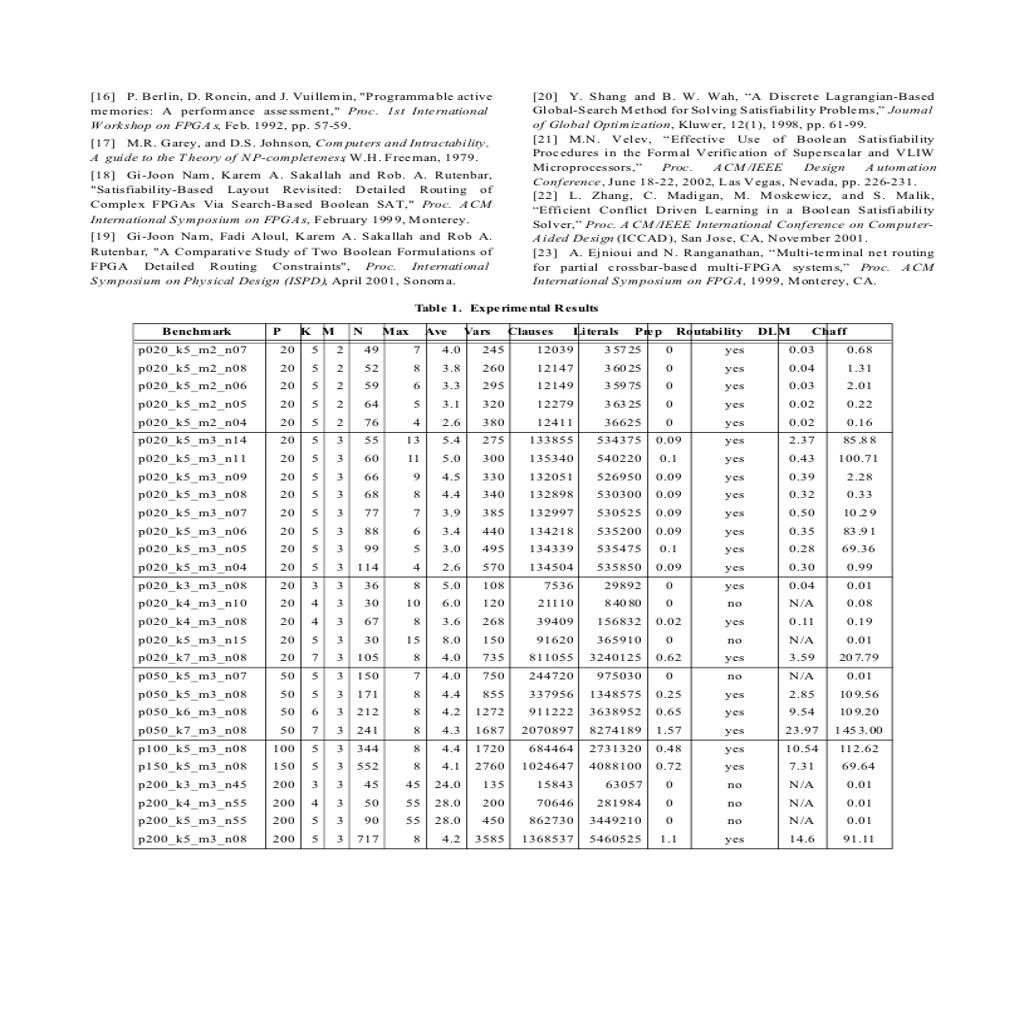 [16] P. Berlin, D. Roncin, and J. Vuillemin, "Programmable active
memories: A performance assessment," Proc. 1st International
Workshop on FPGAs, Feb. 1992, pp. 57-59.
[17] M.R. Garey, and D.S. Johnson, Computers and Intractability,
A guide to the Theory of NP-completeness, W.H. Freeman, 1979.
[18] Gi-Joon Nam, Karem A. Sakallah and Rob. A. Rutenbar,
"Satisfiability-Based Layout Revisited: Detailed Routing of
Complex FPGAs Via Search-Based Boolean SAT," Proc. ACM
International Symposium on FPGAs, February 1999, Monterey.
[19] Gi-Joon Nam, Fadi Aloul, Karem A. Sakallah and Rob A.
Rutenbar, "A Comparative Study of Two Boolean Formulations of
FPGA Detailed Routing Constraints", Proc. International
Symposium on Physical Design (ISPD), April 2001, Sonoma.
[20] Y. Shang and B. W. Wah, “A Discrete Lagrangian-Based
Global-Search Method for Solving Satisfiability Problems,” Journal
of Global Optimization, Kluwer, 12(1), 1998, pp. 61-99.
[21] M.N. Velev, “Effective Use of Boolean Satisfiability
Procedures in the Formal Verification of Superscalar and VLIW
Microprocessors,” Proc. ACM/IEEE Design Automation
Conference, June 18-22, 2002, Las Vegas, Nevada, pp. 226-231.
[22] L. Zhang, C. Madigan, M. Moskewicz, and S. Malik,
“Efficient Conflict Driven Learning in a Boolean Satisfiability
Solver,” Proc. ACM/IEEE International Conference on Computer-
Aided Design (ICCAD), San Jose, CA, November 2001.
[23] A. Ejnioui and N. Ranganathan, “Multi-terminal net routing
for partial crossbar-based multi-FPGA systems,” Proc. ACM
International Symposium on FPGA, 1999, Monterey, CA.
Table 1. Experimental Results
Benchmark P K M N Max Ave Vars Clauses Literals Prep Routability DLM Chaff
p020_k5_m2_n07 20 5 2 49 7 4.0 245 12039 35725 0 yes 0.03 0.68
p020_k5_m2_n08 20 5 2 52 8 3.8 260 12147 36025 0 yes 0.04 1.31
p020_k5_m2_n06 20 5 2 59 6 3.3 295 12149 35975 0 yes 0.03 2.01
p020_k5_m2_n05 20 5 2 64 5 3.1 320 12279 36325 0 yes 0.02 0.22
p020_k5_m2_n04 20 5 2 76 4 2.6 380 12411 36625 0 yes 0.02 0.16
p020_k5_m3_n14 20 5 3 55 13 5.4 275 133855 534375 0.09 yes 2.37 85.88
p020_k5_m3_n11 20 5 3 60 11 5.0 300 135340 540220 0.1 yes 0.43 100.71
p020_k5_m3_n09 20 5 3 66 9 4.5 330 132051 526950 0.09 yes 0.39 2.28
p020_k5_m3_n08 20 5 3 68 8 4.4 340 132898 530300 0.09 yes 0.32 0.33
p020_k5_m3_n07 20 5 3 77 7 3.9 385 132997 530525 0.09 yes 0.50 10.29
p020_k5_m3_n06 20 5 3 88 6 3.4 440 134218 535200 0.09 yes 0.35 83.91
p020_k5_m3_n05 20 5 3 99 5 3.0 495 134339 535475 0.1 yes 0.28 69.36
p020_k5_m3_n04 20 5 3 114 4 2.6 570 134504 535850 0.09 yes 0.30 0.99
p020_k3_m3_n08 20 3 3 36 8 5.0 108 7536 29892 0 yes 0.04 0.01
p020_k4_m3_n10 20 4 3 30 10 6.0 120 21110 84080 0 no N/A 0.08
p020_k4_m3_n08 20 4 3 67 8 3.6 268 39409 156832 0.02 yes 0.11 0.19
p020_k5_m3_n15 20 5 3 30 15 8.0 150 91620 365910 0 no N/A 0.01
p020_k7_m3_n08 20 7 3 105 8 4.0 735 811055 3240125 0.62 yes 3.59 207.79
p050_k5_m3_n07 50 5 3 150 7 4.0 750 244720 975030 0 no N/A 0.01
p050_k5_m3_n08 50 5 3 171 8 4.4 855 337956 1348575 0.25 yes 2.85 109.56
p050_k6_m3_n08 50 6 3 212 8 4.2 1272 911222 3638952 0.65 yes 9.54 109.20
p050_k7_m3_n08 50 7 3 241 8 4.3 1687 2070897 8274189 1.57 yes 23.97 1453.00
p100_k5_m3_n08 100 5 3 344 8 4.4 1720 684464 2731320 0.48 yes 10.54 112.62
p150_k5_m3_n08 150 5 3 552 8 4.1 2760 1024647 4088100 0.72 yes 7.31 69.64
p200_k3_m3_n45 200 3 3 45 45 24.0 135 15843 63057 0 no N/A 0.01
p200_k4_m3_n55 200 4 3 50 55 28.0 200 70646 281984 0 no N/A 0.01
p200_k5_m3_n55 200 5 3 90 55 28.0 450 862730 3449210 0 no N/A 0.01
p200_k5_m3_n08 200 5 3 717 8 4.2 3585 1368537 5460525 1.1 yes 14.6 91.11